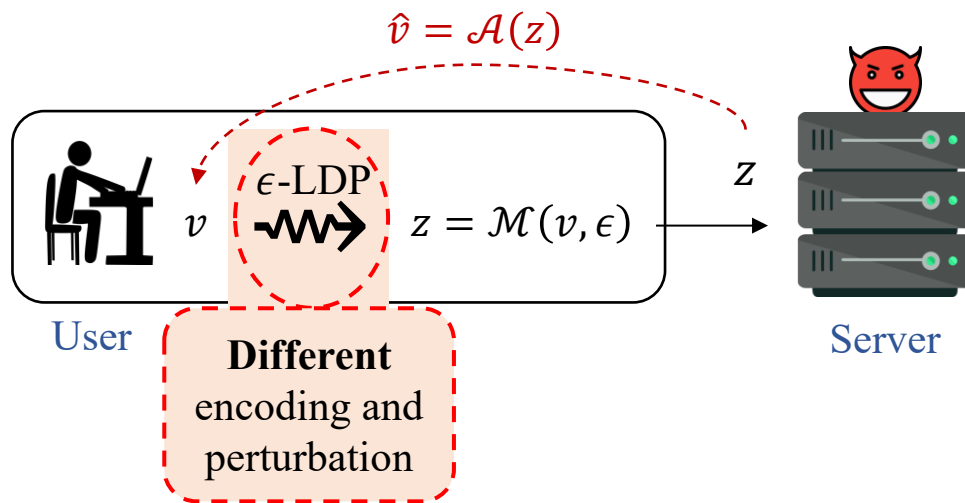 v̂ = 𝒜(z)
z
ϵ-LDP
v
z = ℳ(v, ϵ)
User
Server
Different
encoding and
perturbation